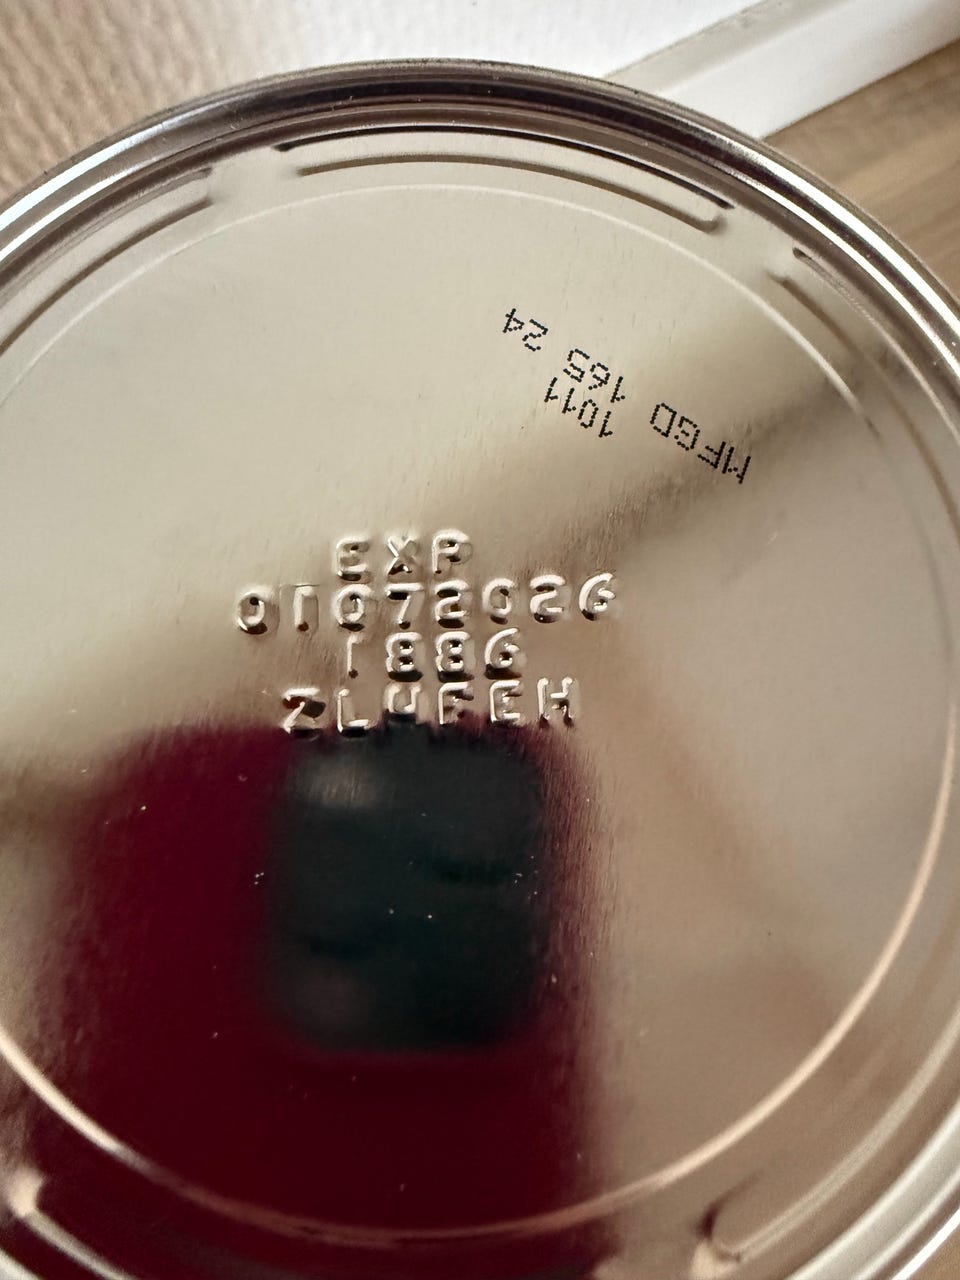 MFGD 165 24
1011
EXP
01072026
1886
ZLUFEH